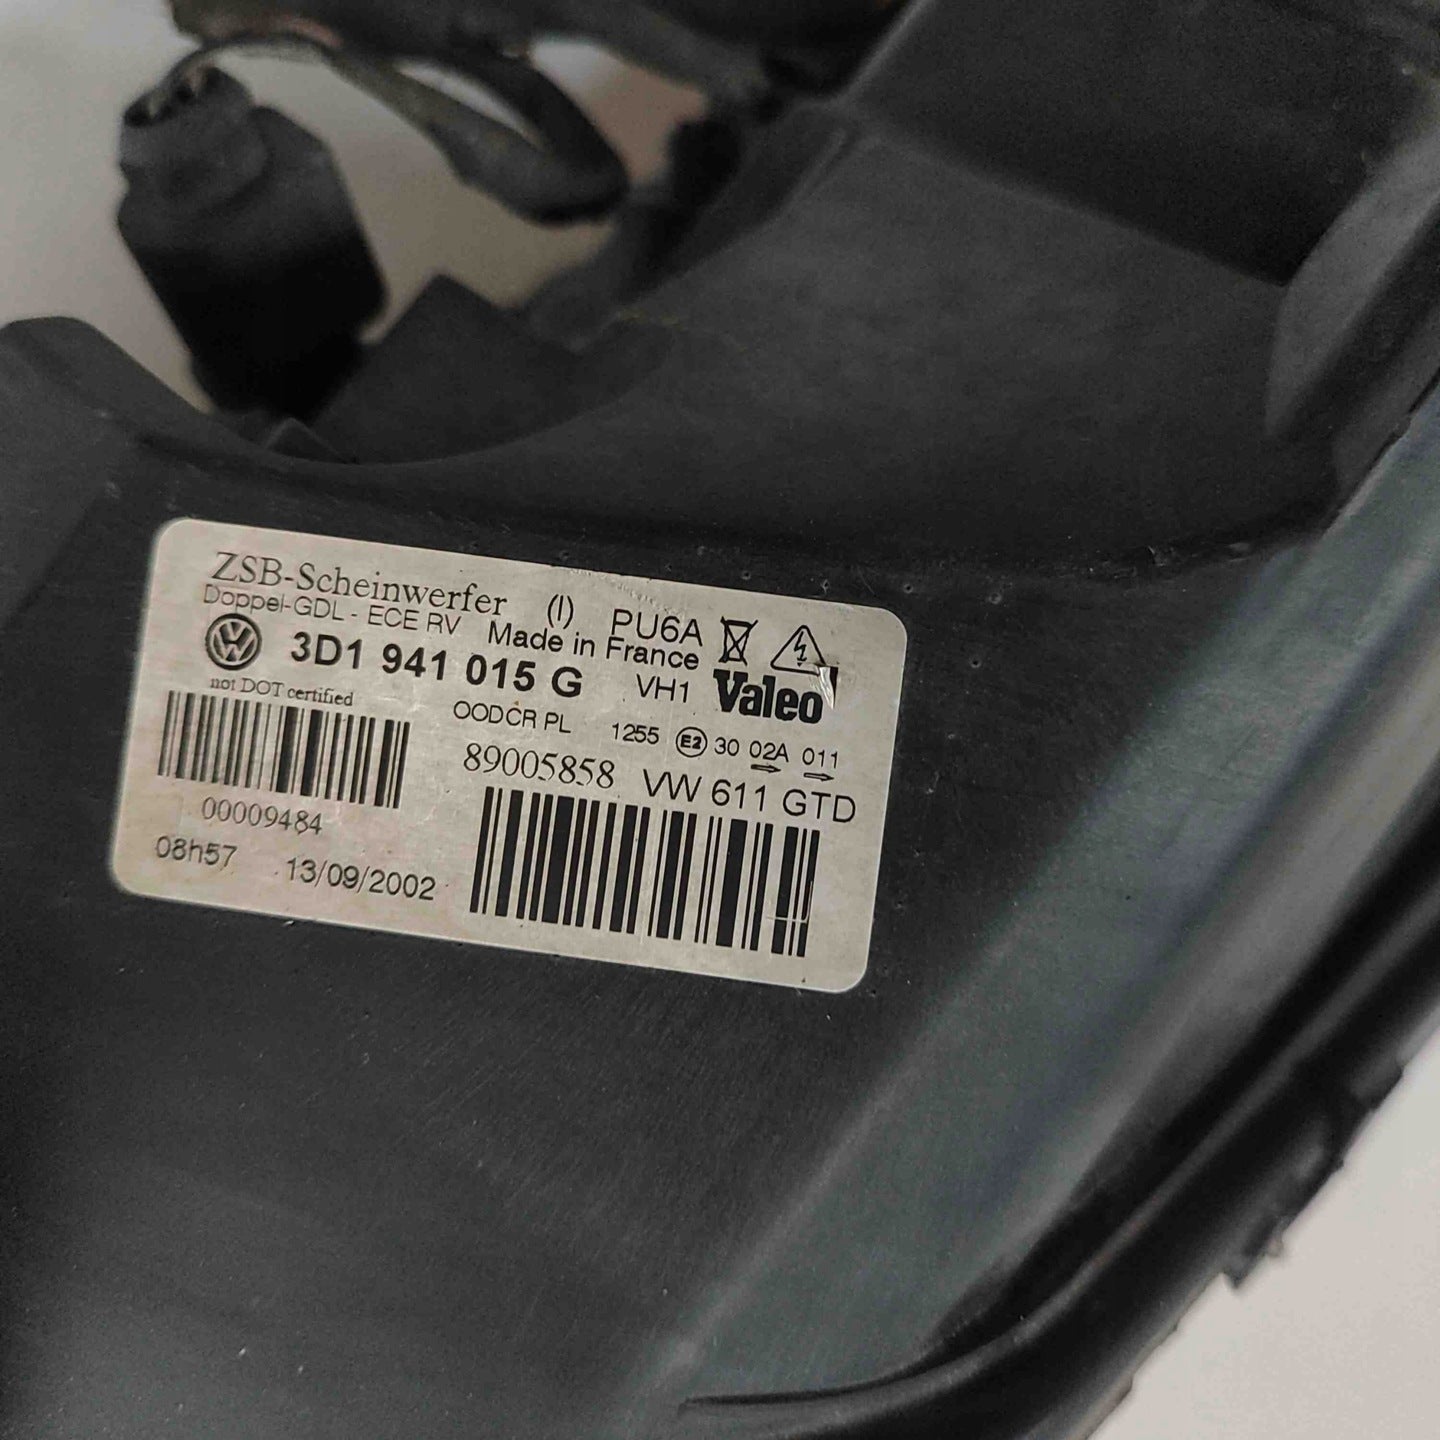 ZSB-Scheinwerfer (l) PU6A
Doppel-GDL - ECE RV Made in France
3D1 941 015 G VH1 Valeo
not DOT certified
OODCR PL 1255 E2 30 02A 011
89005858 VW 611 GTD
00009484
08h57 13/09/2002